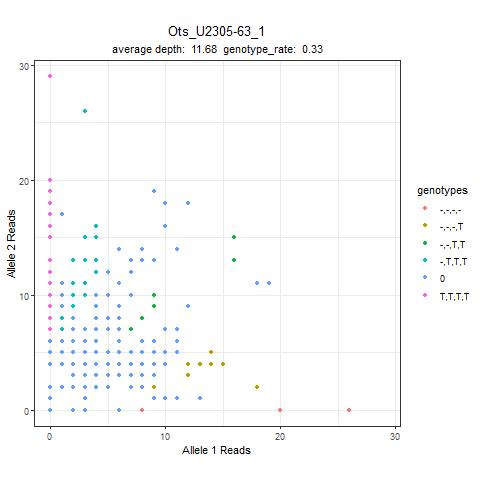 Ots_U2305-63_1
average depth: 11.68 genotype_rate: 0.33
30
20
10
0
Allele 2 Reads
0 10 20 30
Allele 1 Reads
genotypes
-,-,-,-
-,-,-,T
-,-,T,T
-,T,T,T
0
T,T,T,T